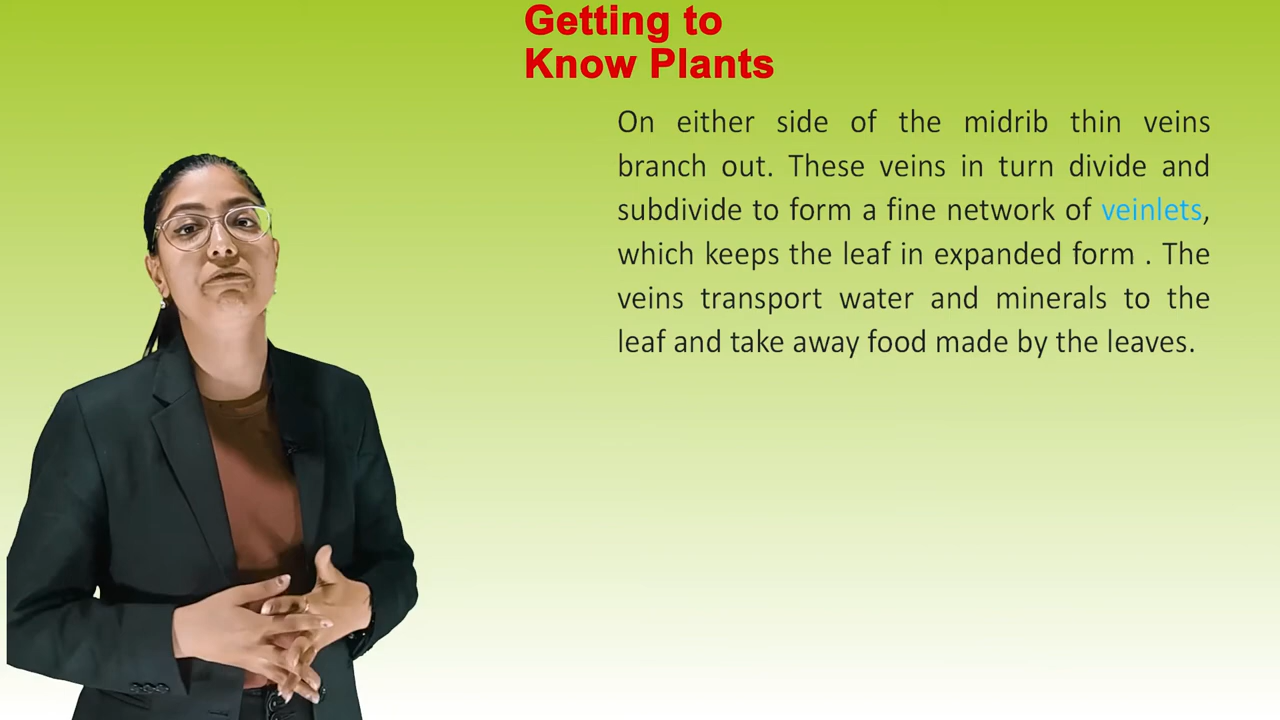 Getting to
Know Plants
On either side of the midrib thin veins
branch out. These veins in turn divide and
subdivide to form a fine network of veinlets,
which keeps the leaf in expanded form . The
veins transport water and minerals to the
leaf and take away food made by the leaves.